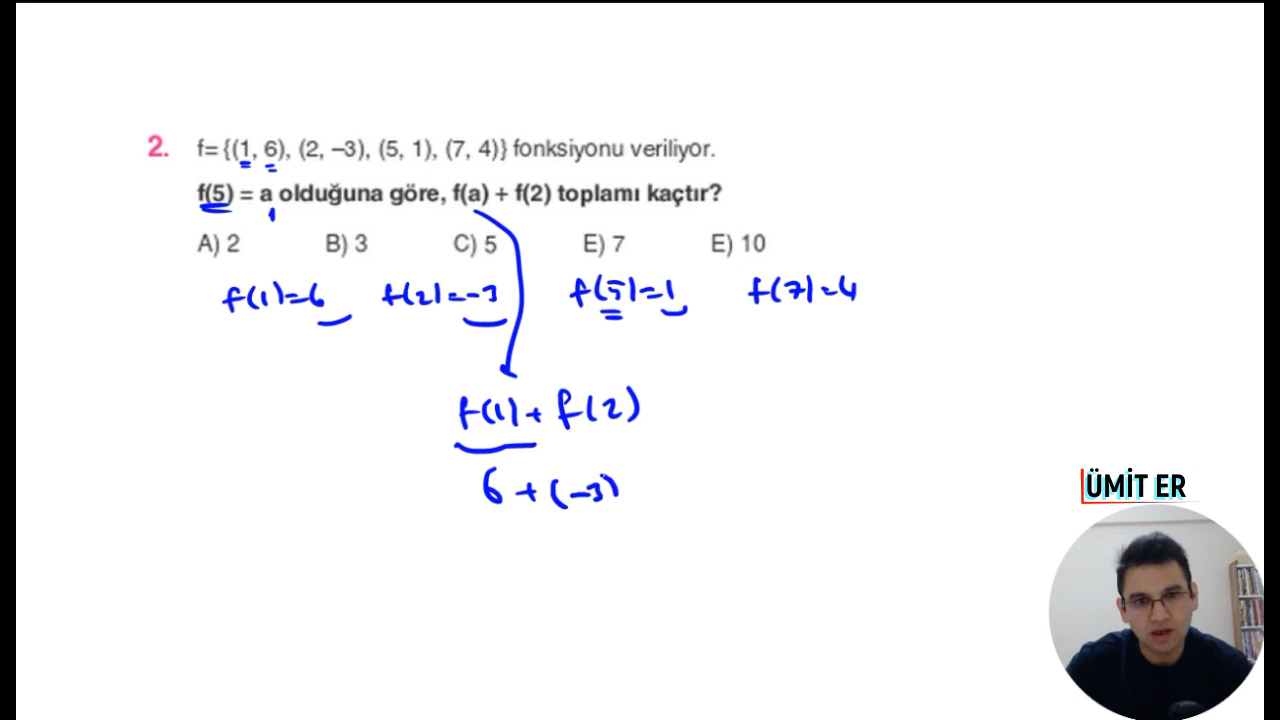 2. f= {(1, 6), (2, –3), (5, 1), (7, 4)} fonksiyonu veriliyor.
f(5) = a olduğuna göre, f(a) + f(2) toplamı kaçtır?
1
A) 2 B) 3 C) 5 E) 7 E) 10
f(1)=6 f(2)=-3 f(5)=1 f(7)=4
f(1)+f(2)
6+(-3)
ÜMİT ER